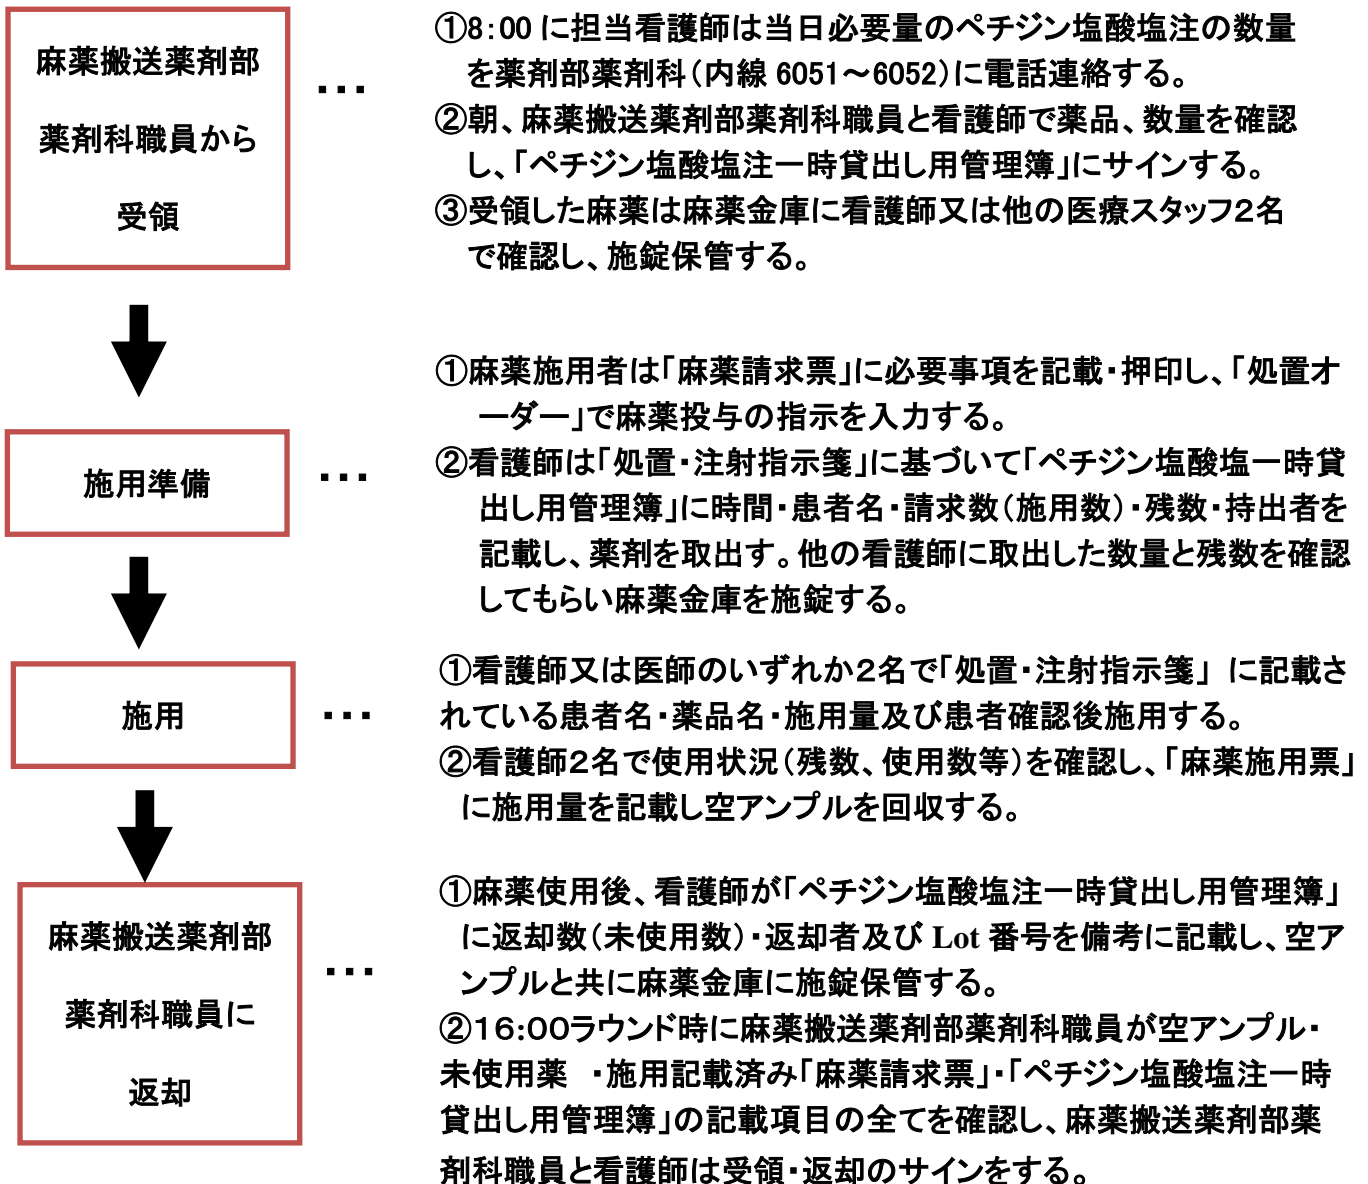 麻薬搬送薬剤部
薬剤科職員から
受領
…
①8:00 に担当看護師は当日必要量のペチジン塩酸塩注の数量
を薬剤部薬剤科(内線 6051~6052)に電話連絡する。
②朝、麻薬搬送薬剤部薬剤科職員と看護師で薬品、数量を確認
し、「ペチジン塩酸塩注一時貸出し用管理簿」にサインする。
③受領した麻薬は麻薬金庫に看護師又は他の医療スタッフ2名
で確認し、施錠保管する。
施用準備
…
①麻薬施用者は「麻薬請求票」に必要事項を記載・押印し、「処置オ
ーダー」で麻薬投与の指示を入力する。
②看護師は「処置・注射指示箋」に基づいて「ペチジン塩酸塩一時貸
出し用管理簿」に時間・患者名・請求数(施用数)・残数・持出者を
記載し、薬剤を取出す。他の看護師に取出した数量と残数を確認
してもらい麻薬金庫を施錠する。
施用
…
①看護師又は医師のいずれか2名で「処置・注射指示箋」 に記載さ
れている患者名・薬品名・施用量及び患者確認後施用する。
②看護師2名で使用状況(残数、使用数等)を確認し、「麻薬施用票」
に施用量を記載し空アンプルを回収する。
麻薬搬送薬剤部
薬剤科職員に
返却
…
①麻薬使用後、看護師が「ペチジン塩酸塩注一時貸出し用管理簿」
に返却数(未使用数)・返却者及び Lot 番号を備考に記載し、空ア
ンプルと共に麻薬金庫に施錠保管する。
②16:00ラウンド時に麻薬搬送薬剤部薬剤科職員が空アンプル・
未使用薬 ・施用記載済み「麻薬請求票」・「ペチジン塩酸塩注一時
貸出し用管理簿」の記載項目の全てを確認し、麻薬搬送薬剤部薬
剤科職員と看護師は受領・返却のサインをする。